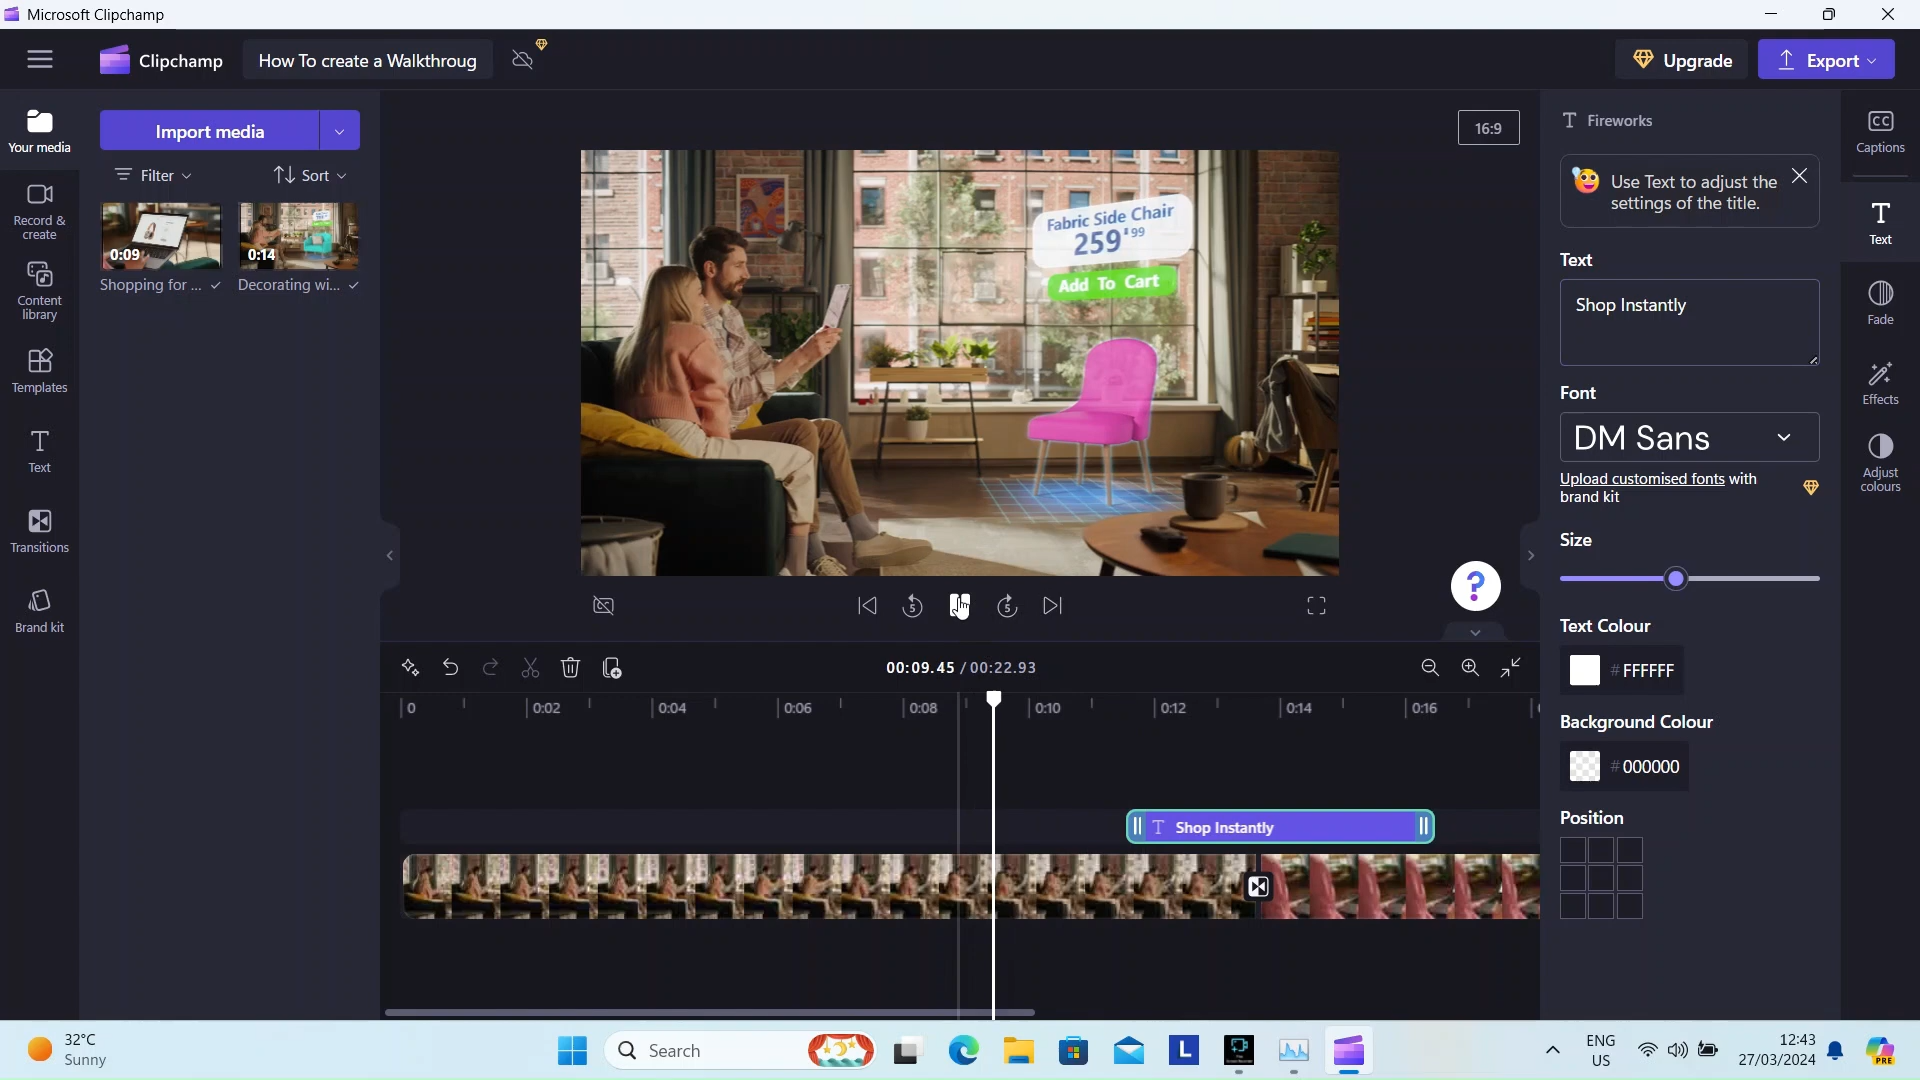 Microsoft Clipchamp
Clipchamp
How To create a Walkthroug
Upgrade
Export
Your media
Import media
Filter
Sort
0:09
0:14
Shopping for ...
Decorating wi...
Record &
create
Content
library
Templates
Text
Transitions
Brand kit
16:9
Fabric Side Chair
259.99
Add To Cart
?
5
5
00:09.45 / 00:22.93
0
0:02
0:04
0:06
0:08
0:10
0:12
0:14
0:16
T Shop Instantly
T Fireworks
Use Text to adjust the
settings of the title.
Text
Shop Instantly
Font
DM Sans
Upload customised fonts with
brand kit
Size
Text Colour
#FFFFFF
Background Colour
#000000
Position
CC
Captions
Text
Fade
Effects
Adjust
colours
32°C
Sunny
Search
L
PRE
ENG
US
12:43
27/03/2024